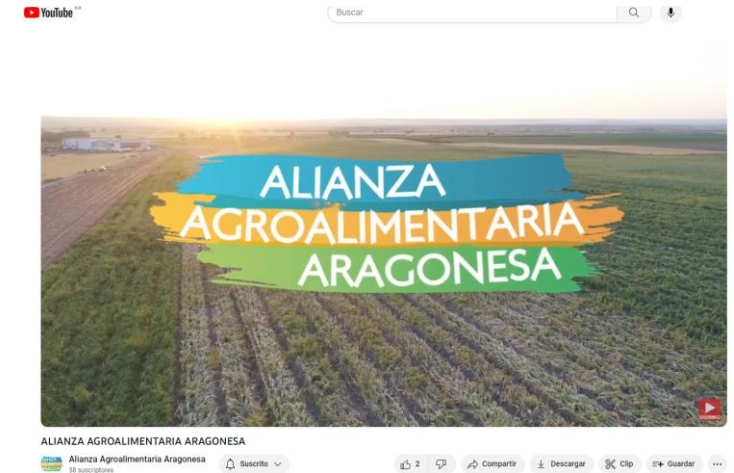 YouTube ES
Buscar
ALIANZA
AGROALIMENTARIA
ARAGONESA
ALIANZA AGROALIMENTARIA ARAGONESA
Alianza Agroalimentaria Aragonesa
58 suscriptores
Suscrito
2
Compartir
Descargar
Clip
Guardar